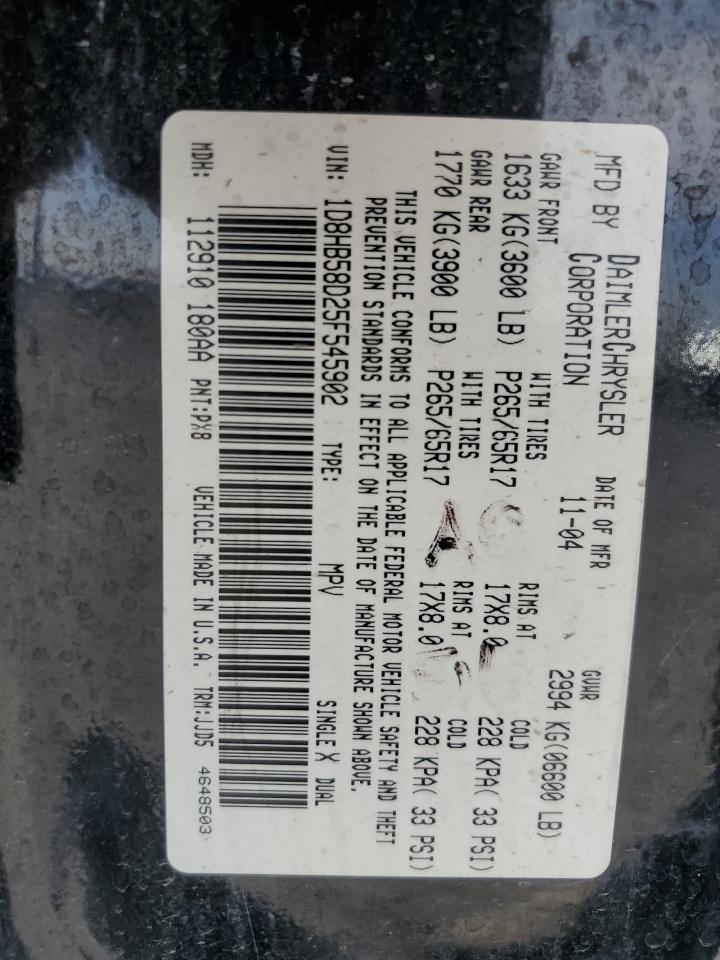 MFD BY DAIMLERCHRYSLER CORPORATION DATE OF MFR 11-04 GVWR 2994 KG(06600 LB)
GAWR FRONT WITH TIRES RIMS AT COLD
1633 KG(3600 LB) P265/65R17 17X8.0 228 KPA( 33 PSI)
GAWR REAR WITH TIRES RIMS AT COLD
1770 KG(3900 LB) P265/65R17 17X8.0 228 KPA( 33 PSI)
THIS VEHICLE CONFORMS TO ALL APPLICABLE FEDERAL MOTOR VEHICLE SAFETY AND THEFT
PREVENTION STANDARDS IN EFFECT ON THE DATE OF MANUFACTURE SHOWN ABOVE.
VIN: 1D8HB58D25F545902 TYPE: MPV SINGLE X DUAL
MDH: 112910 180AA PNT:PX8 VEHICLE MADE IN U.S.A. TRM:JJD5 4648503